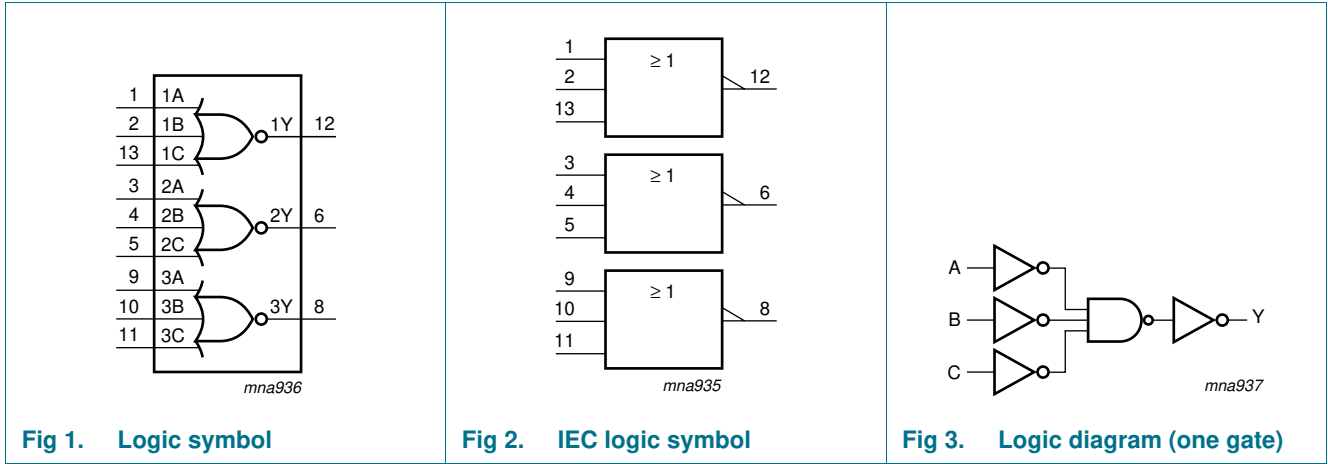 1 1A
2 1B 1Y 12
13 1C
3 2A
4 2B 2Y 6
5 2C
9 3A
10 3B 3Y 8
11 3C
mna936
Fig 1. Logic symbol
1 ≥ 1
2 12
13
3 ≥ 1
4 6
5
9 ≥ 1
10 8
11
mna935
Fig 2. IEC logic symbol
A
B Y
C
mna937
Fig 3. Logic diagram (one gate)